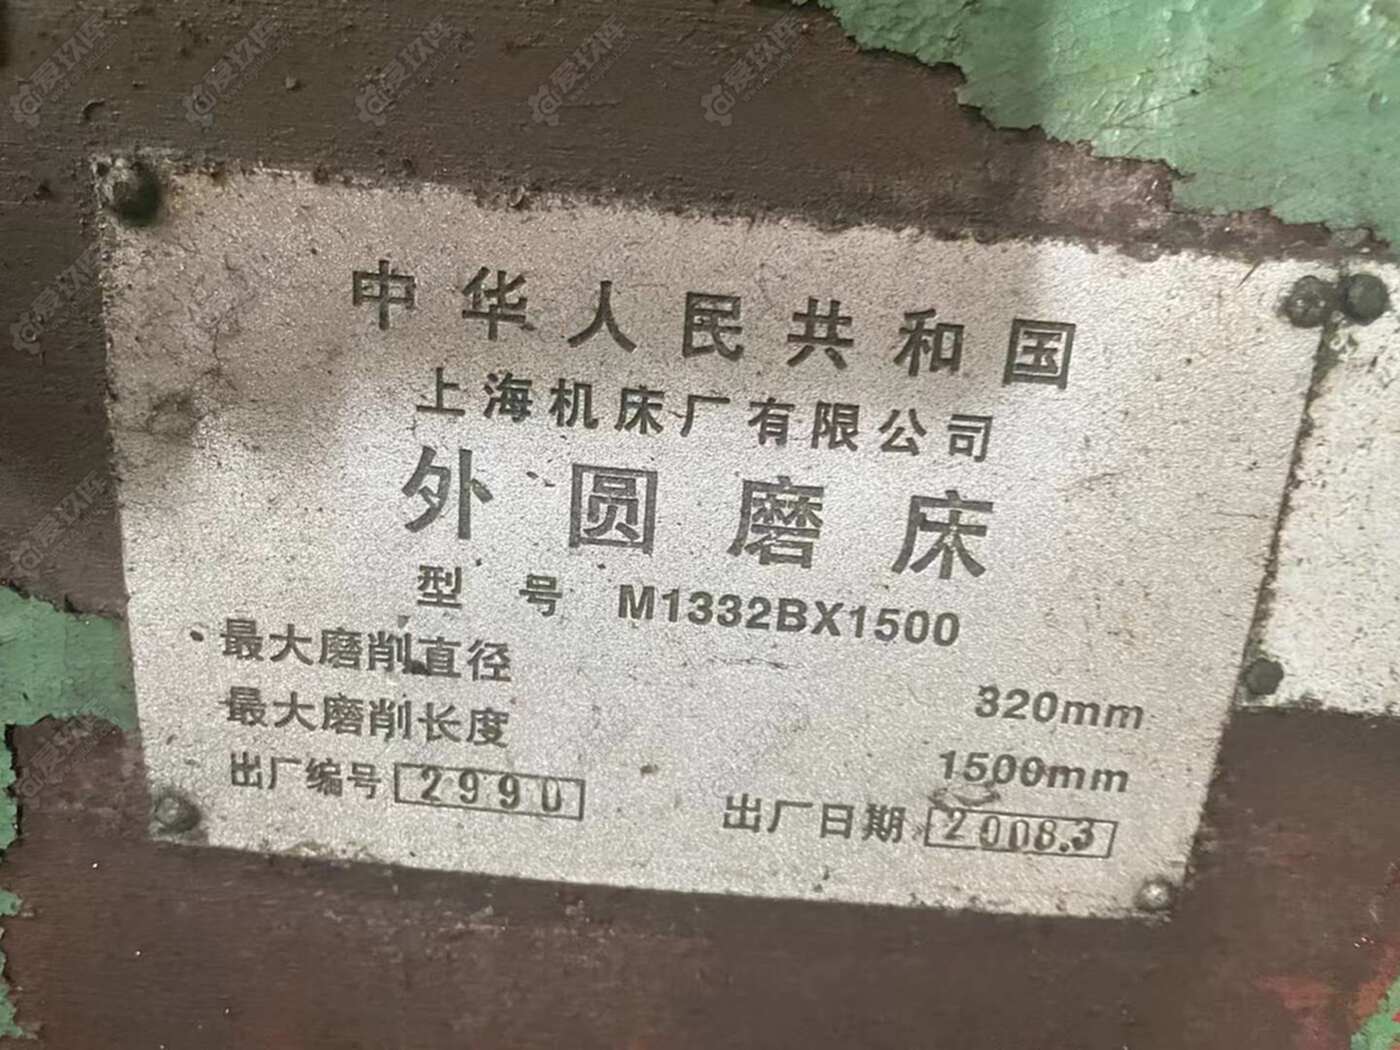 中华人民共和国
上海机床厂有限公司
外圆磨床
型号 M1332BX1500
最大磨削直径 320mm
最大磨削长度 1500mm
出厂编号 2990 出厂日期 2008.3